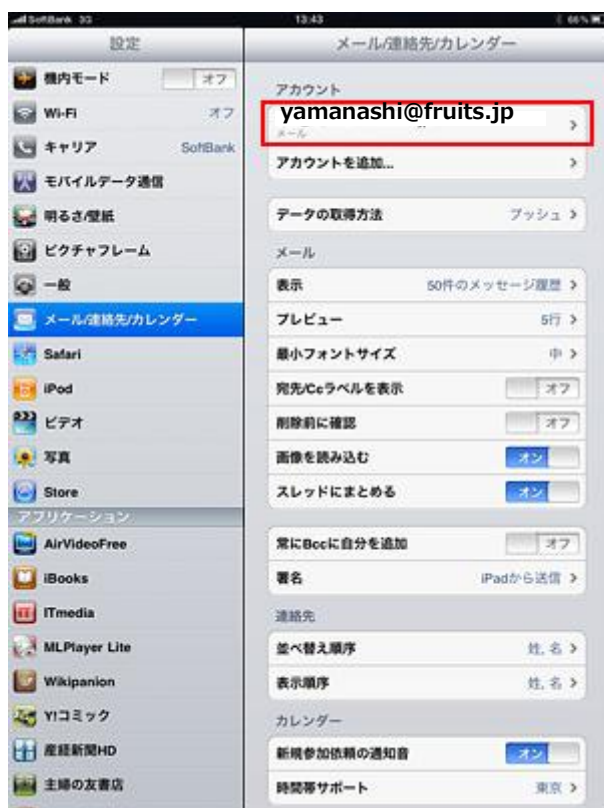 SoftBank 3G
13:43
66%
設定
機内モード
オフ
Wi-Fi
オフ
キャリア
SoftBank
モバイルデータ通信
明るさ/壁紙
ピクチャフレーム
一般
メール/連絡先/カレンダー
Safari
iPod
ビデオ
写真
Store
アプリケーション
AirVideoFree
iBooks
ITmedia
MLPlayer Lite
Wikipanion
Y!コミック
産経新聞HD
主婦の友書店
メール/連絡先/カレンダー
アカウント
yamanashi@fruits.jp
メール
アカウントを追加...
データの取得方法
プッシュ
メール
表示
50件のメッセージ履歴
プレビュー
5行
最小フォントサイズ
中
宛先/Ccラベルを表示
オフ
削除前に確認
オフ
画像を読み込む
オン
スレッドにまとめる
オン
常にBccに自分を追加
オフ
署名
iPadから送信
連絡先
並べ替え順序
姓, 名
表示順序
姓, 名
カレンダー
新規参加依頼の通知音
オン
時間帯サポート
東京